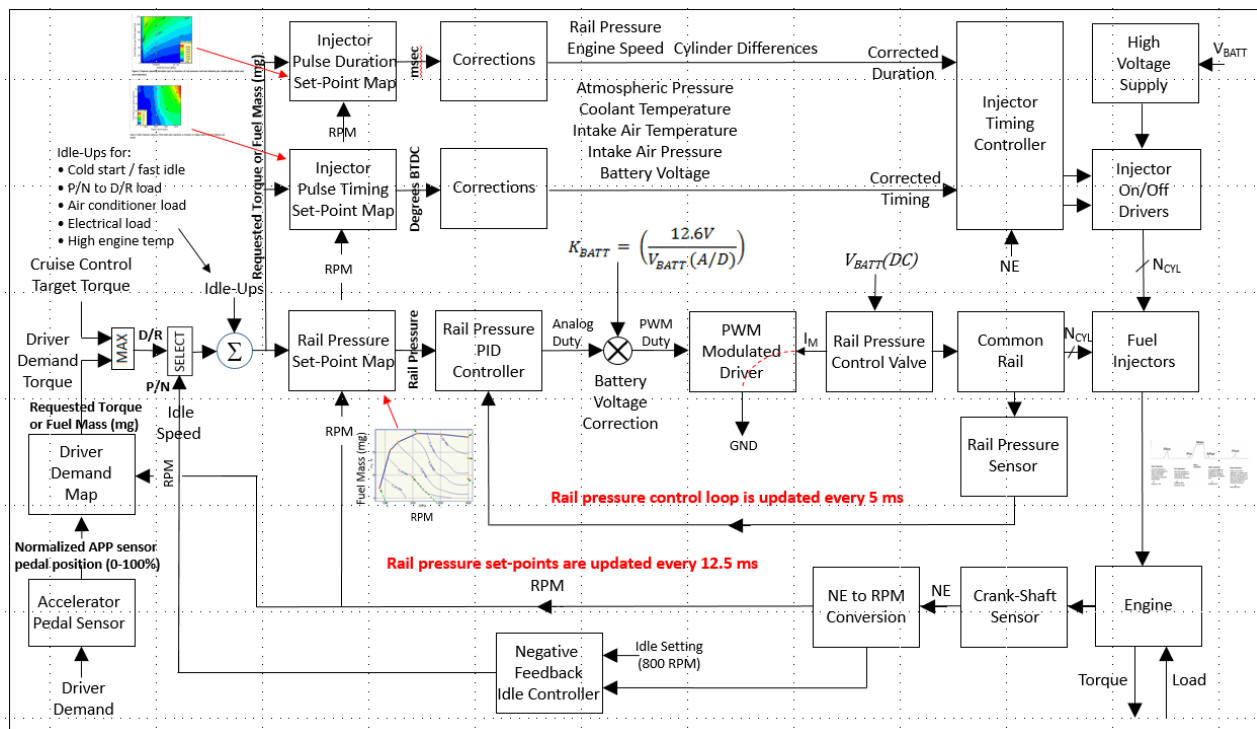 Injector
Pulse Duration
Set-Point Map
msec
Corrections
Rail Pressure
Engine Speed Cylinder Differences
Corrected
Duration
Atmospheric Pressure
Coolant Temperature
Intake Air Temperature
Intake Air Pressure
Battery Voltage
Injector
Timing
Controller
High
Voltage
Supply
V_BATT
RPM
Requested Torque or Fuel Mass (mg)
Injector
Pulse Timing
Set-Point Map
Degrees BTDC
Corrections
Corrected
Timing
Injector
On/Off
Drivers
Idle-Ups for:
• Cold start / fast idle
• P/N to D/R load
• Air conditioner load
• Electrical load
• High engine temp
RPM
K_BATT = (12.6V / V_BATT (A/D))
V_BATT(DC)
NE
N_CYL
Cruise Control
Target Torque
Idle-Ups
Driver
Demand
Torque
MAX
D/R
P/N
SELECT
Σ
Rail Pressure
Set-Point Map
Rail Pressure
Rail Pressure
PID
Controller
Analog
Duty
PWM
Duty
Battery
Voltage
Correction
PWM
Modulated
Driver
I_M
GND
Rail Pressure
Control Valve
Common
Rail
N_CYL
Fuel
Injectors
Requested Torque
or Fuel Mass (mg)
Idle
Speed
Driver
Demand
Map
RPM
RPM
Fuel Mass (mg)
RPM
Rail Pressure
Sensor
Rail pressure control loop is updated every 5 ms
Normalized APP sensor
pedal position (0-100%)
Rail pressure set-points are updated every 12.5 ms
RPM
Accelerator
Pedal Sensor
NE to RPM
Conversion
NE
Crank-Shaft
Sensor
Engine
Negative
Feedback
Idle Controller
Idle Setting
(800 RPM)
Driver
Demand
Torque
Load